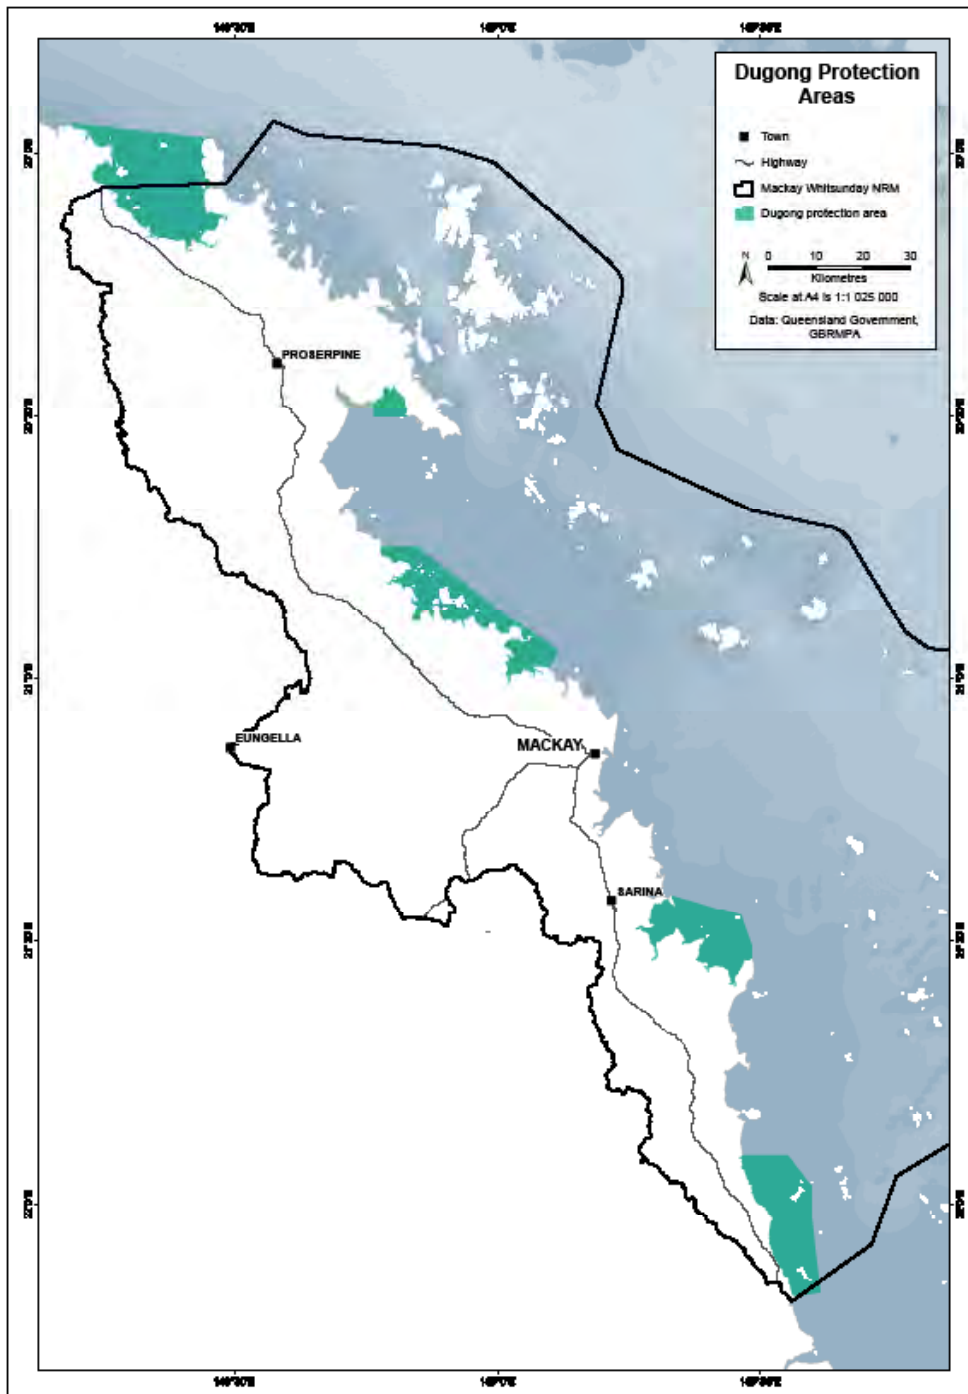 Dugong Protection
Areas
Town
Highway
Mackay Whitsunday NRM
Dugong protection area
N
0 10 20 30
Kilometres
Scale at A4 is 1:1 025 000
Data: Queensland Government,
GBRMPA
PROSERPINE
EUNGELLA
MACKAY
SARINA